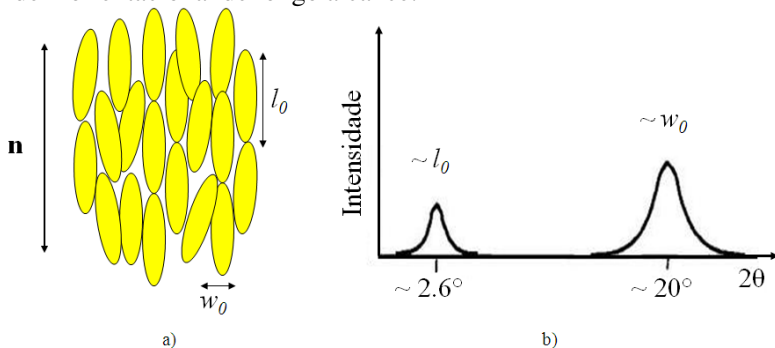 l₀
n
w₀
a)
Intensidade
~ l₀
~ w₀
~ 2.6°
~ 20°
2θ
b)